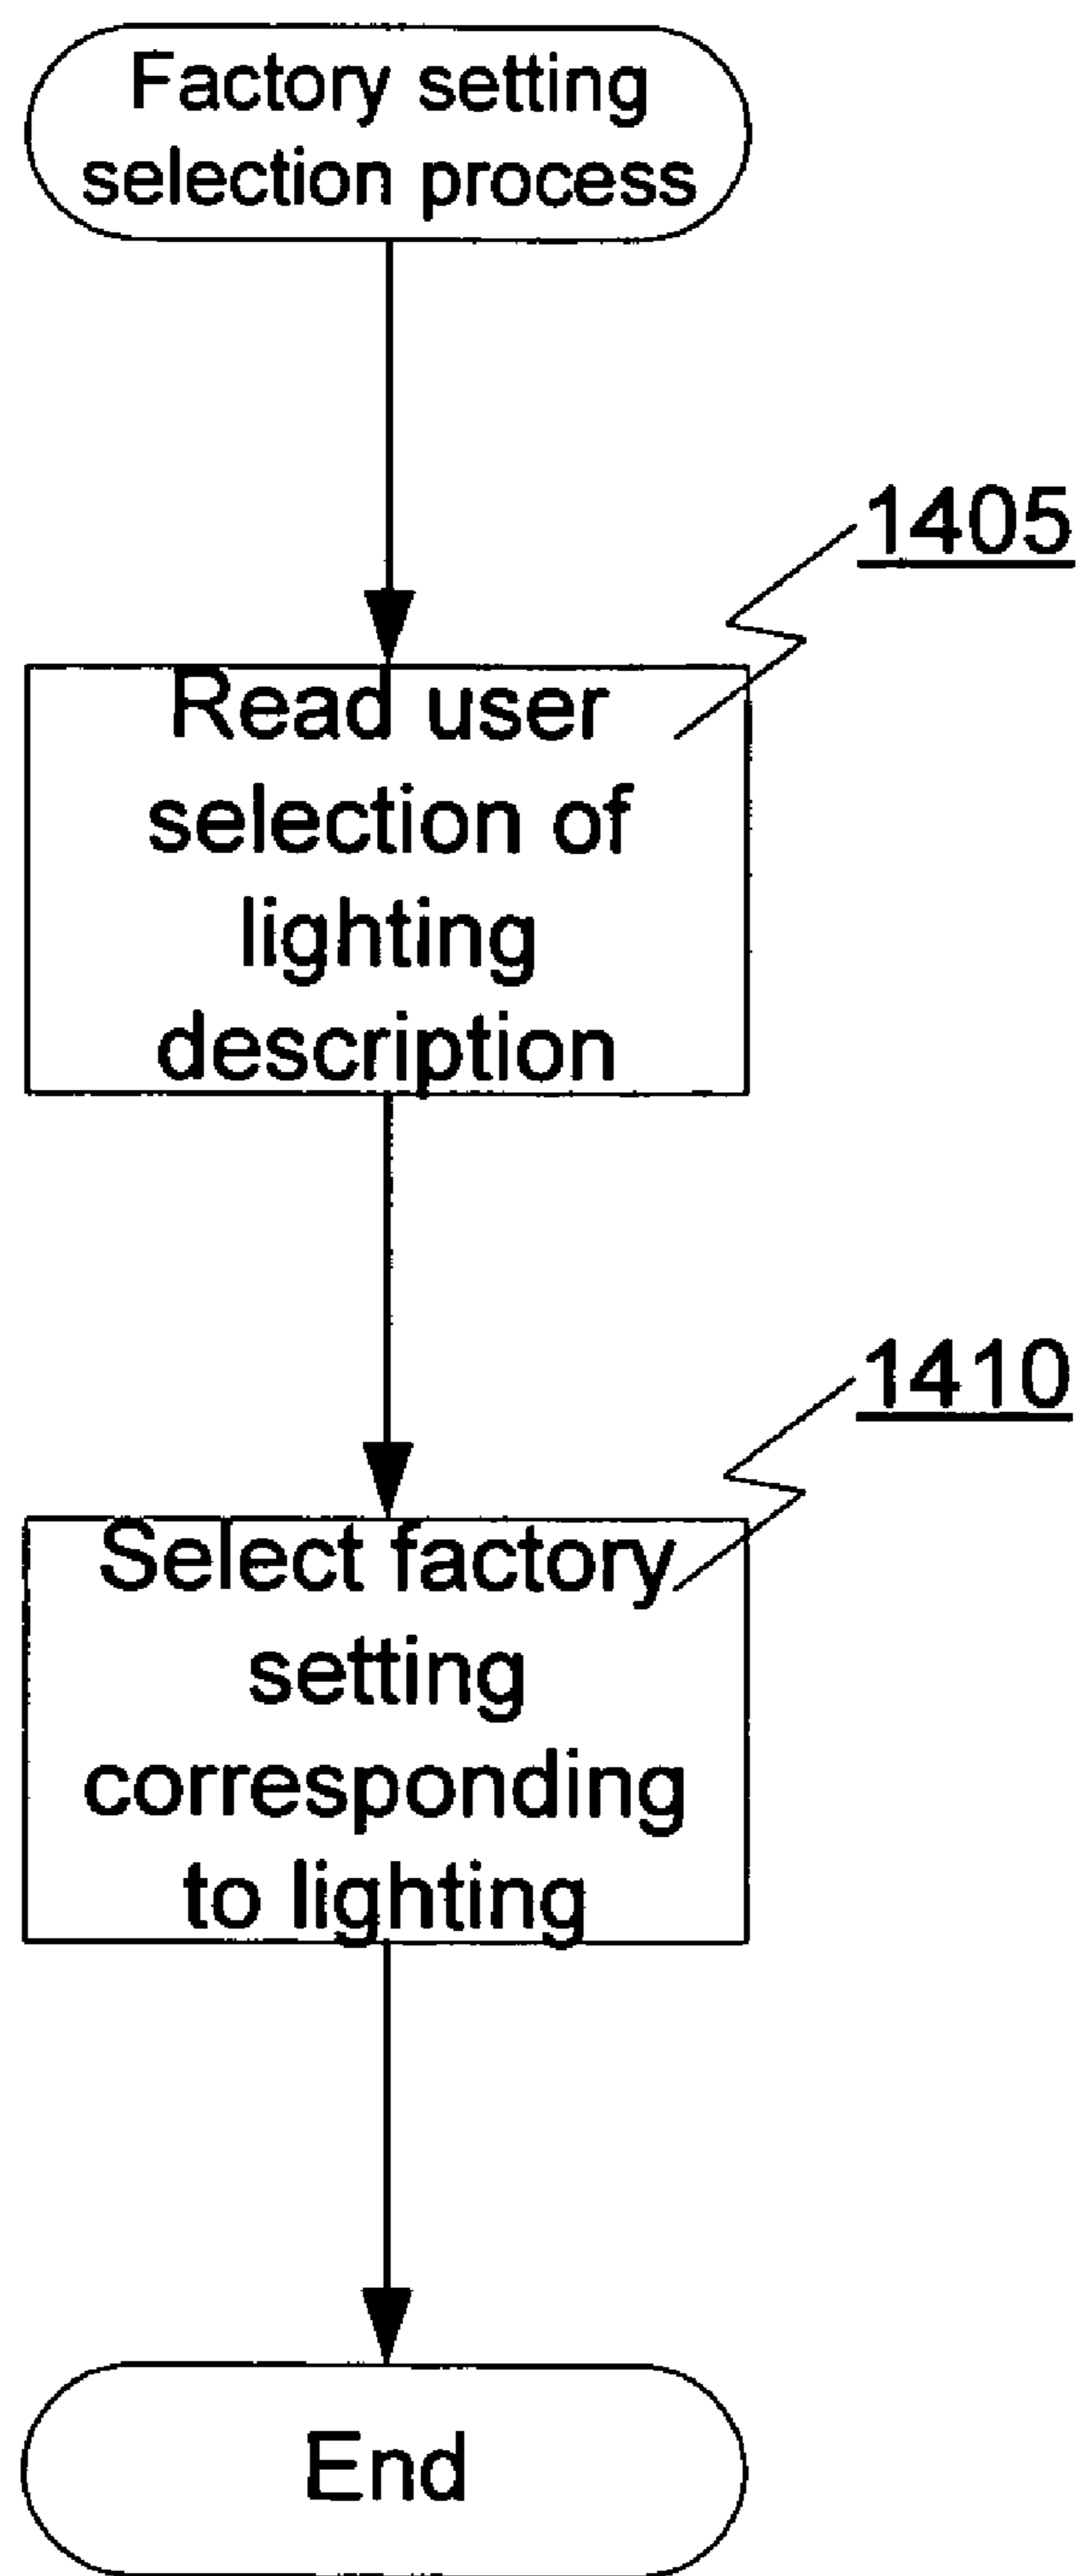 Factory setting
selection process
1405
Read user
selection of
lighting
description
1410
Select factory
setting
corresponding
to lighting
End